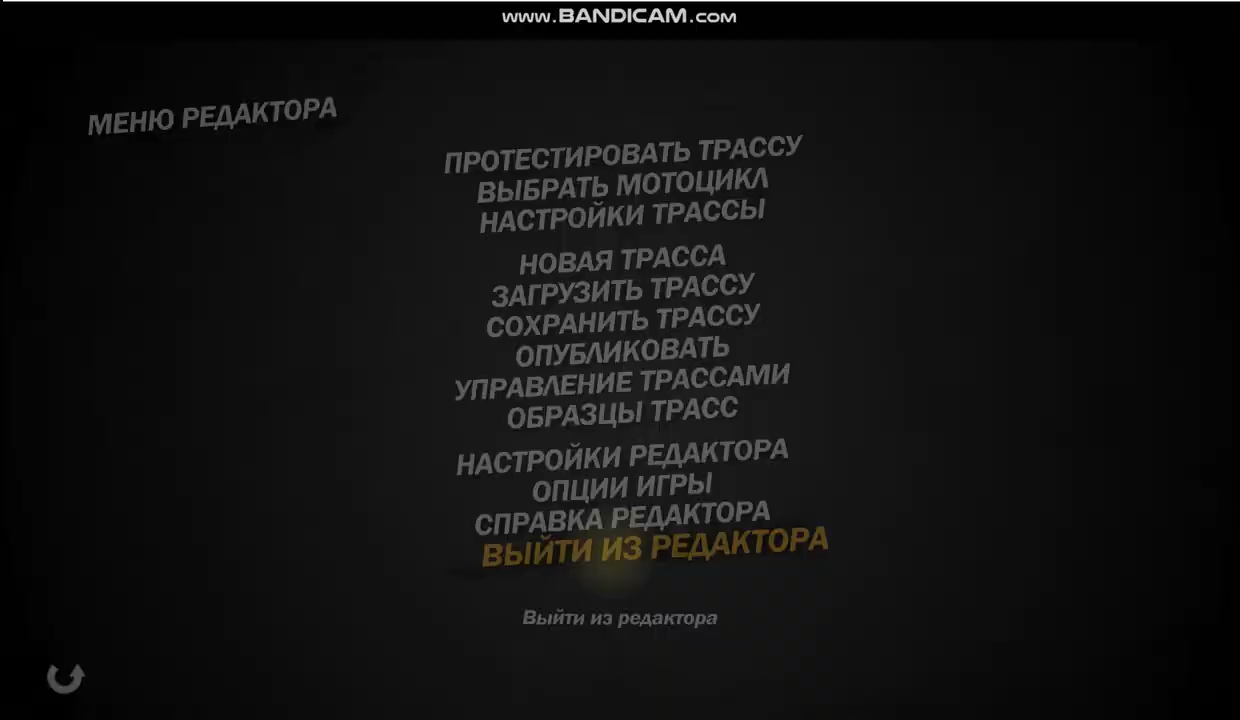 www.BANDICAM.com
МЕНЮ РЕДАКТОРА
ПРОТЕСТИРОВАТЬ ТРАССУ
ВЫБРАТЬ МОТОЦИКЛ
НАСТРОЙКИ ТРАССЫ
НОВАЯ ТРАССА
ЗАГРУЗИТЬ ТРАССУ
СОХРАНИТЬ ТРАССУ
ОПУБЛИКОВАТЬ
УПРАВЛЕНИЕ ТРАССАМИ
ОБРАЗЦЫ ТРАСС
НАСТРОЙКИ РЕДАКТОРА
ОПЦИИ ИГРЫ
СПРАВКА РЕДАКТОРА
ВЫЙТИ ИЗ РЕДАКТОРА
Выйти из редактора